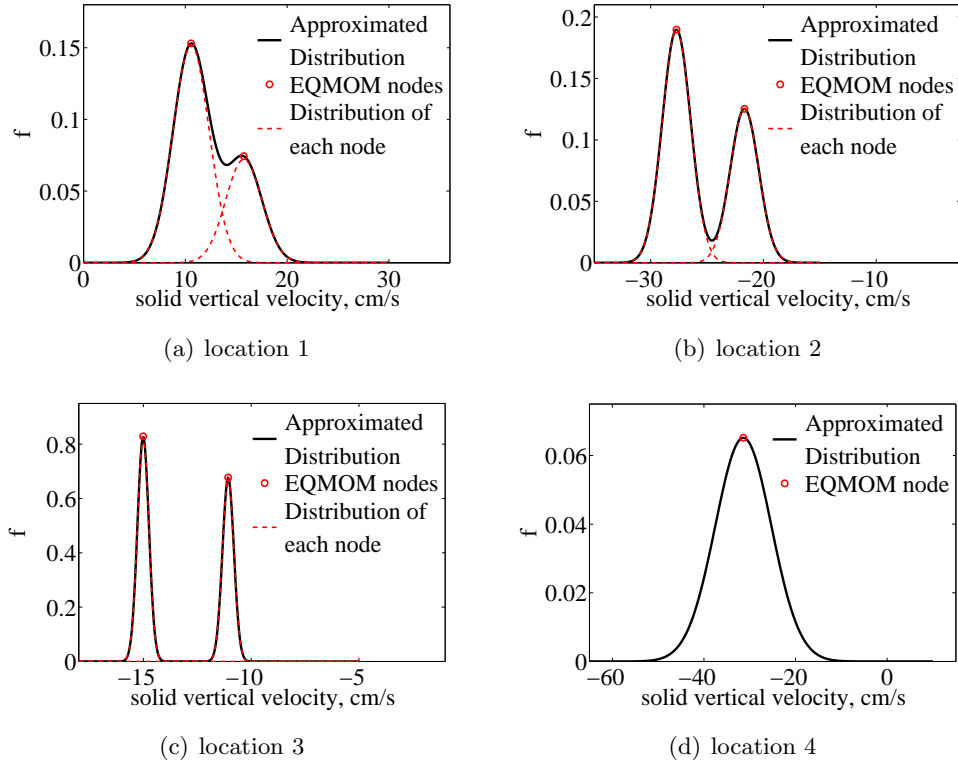 Approximated
Distribution
EQMOM nodes
Distribution of
each node
0.15
0.1
0.05
0
f
0 10 20 30
solid vertical velocity, cm/s
(a) location 1
Approximated
Distribution
EQMOM nodes
Distribution of
each node
0.2
0.15
0.1
0.05
0
f
−30 −20 −10
solid vertical velocity, cm/s
(b) location 2
Approximated
Distribution
EQMOM nodes
Distribution of
each node
0.8
0.6
0.4
0.2
0
f
−15 −10 −5
solid vertical velocity, cm/s
(c) location 3
Approximated
Distribution
EQMOM node
0.06
0.04
0.02
0
f
−60 −40 −20 0
solid vertical velocity, cm/s
(d) location 4